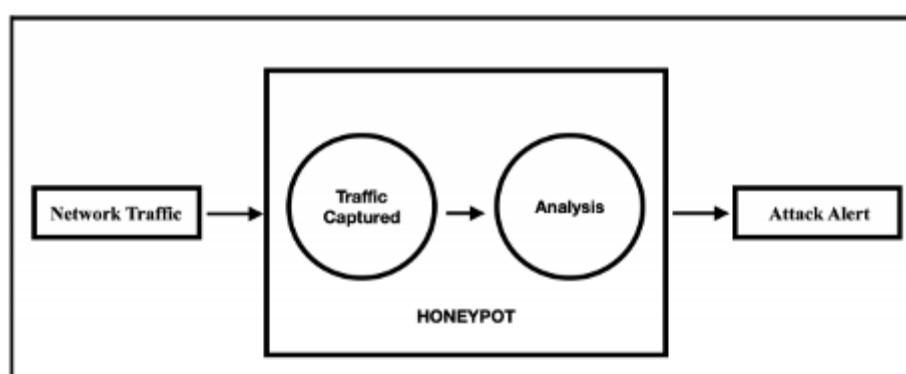 Network Traffic
Traffic
Captured
Analysis
Attack Alert
HONEYPOT